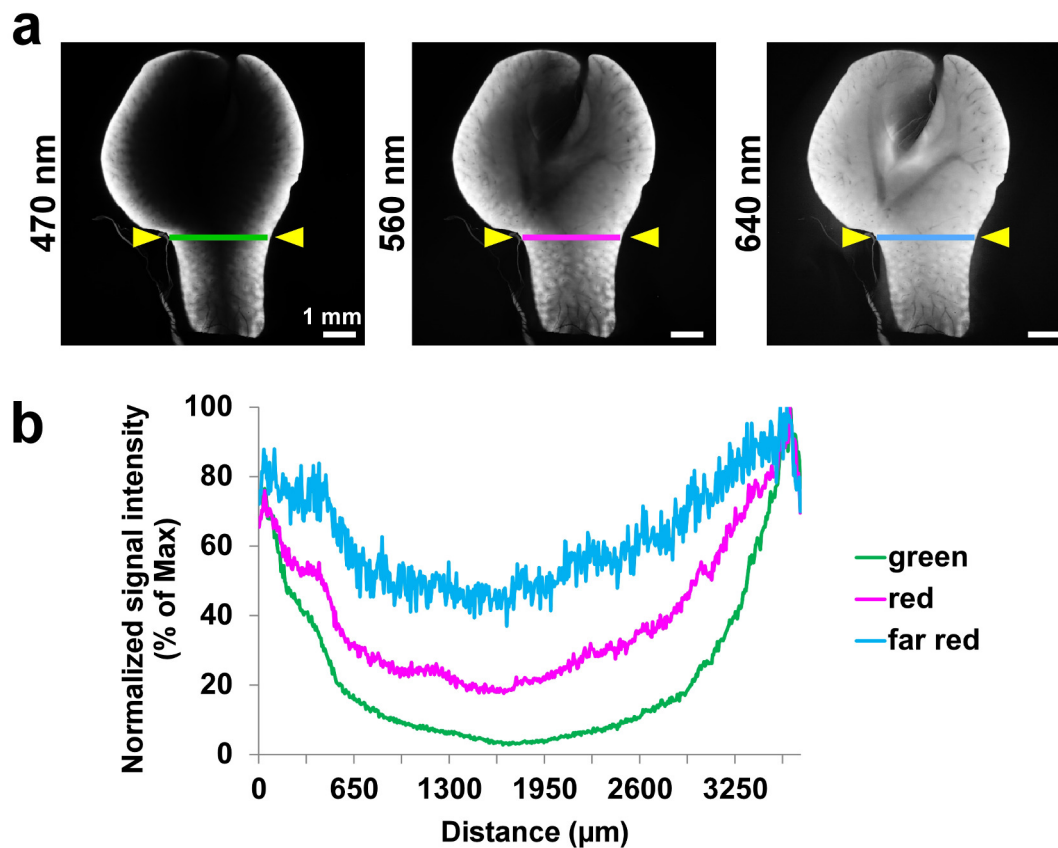 a
470 nm
1 mm
560 nm
640 nm
b
Normalized signal intensity
(% of Max)
100
80
60
40
20
0
0 650 1300 1950 2600 3250
Distance (µm)
green
red
far red